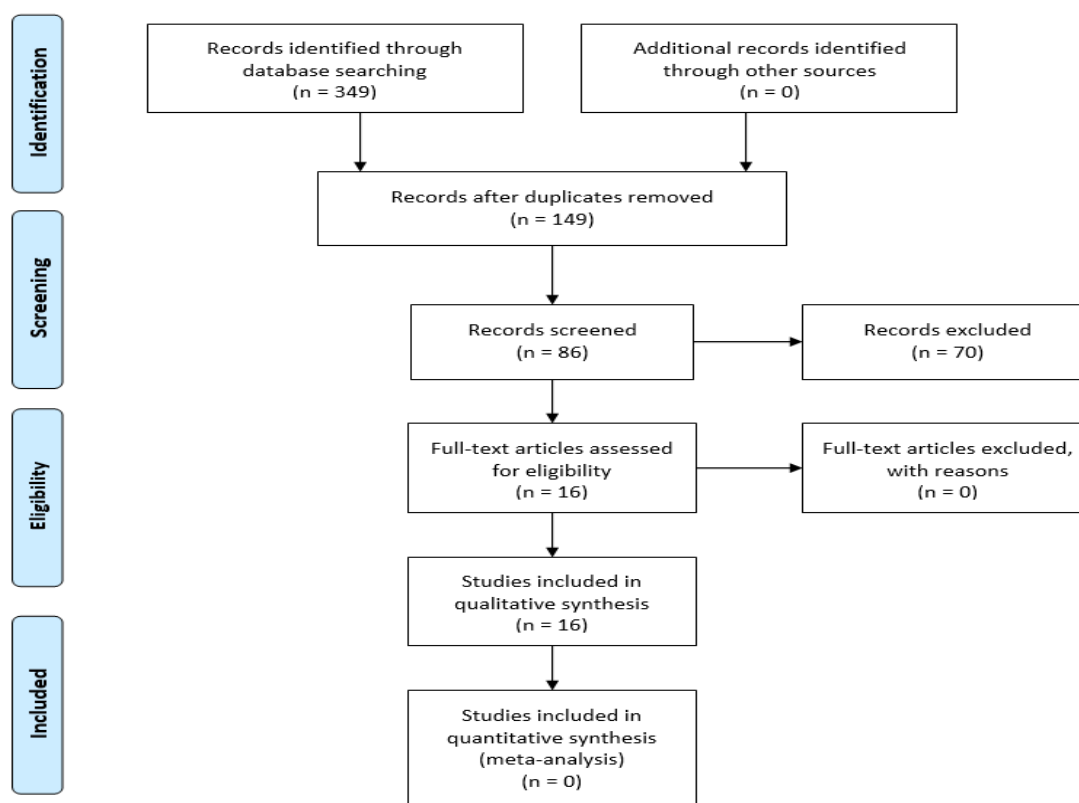 Identification
Records identified through
database searching
(n = 349)
Additional records identified
through other sources
(n = 0)
Records after duplicates removed
(n = 149)
Screening
Records screened
(n = 86)
Records excluded
(n = 70)
Eligibility
Full-text articles assessed
for eligibility
(n = 16)
Full-text articles excluded,
with reasons
(n = 0)
Studies included in
qualitative synthesis
(n = 16)
Included
Studies included in
quantitative synthesis
(meta-analysis)
(n = 0)